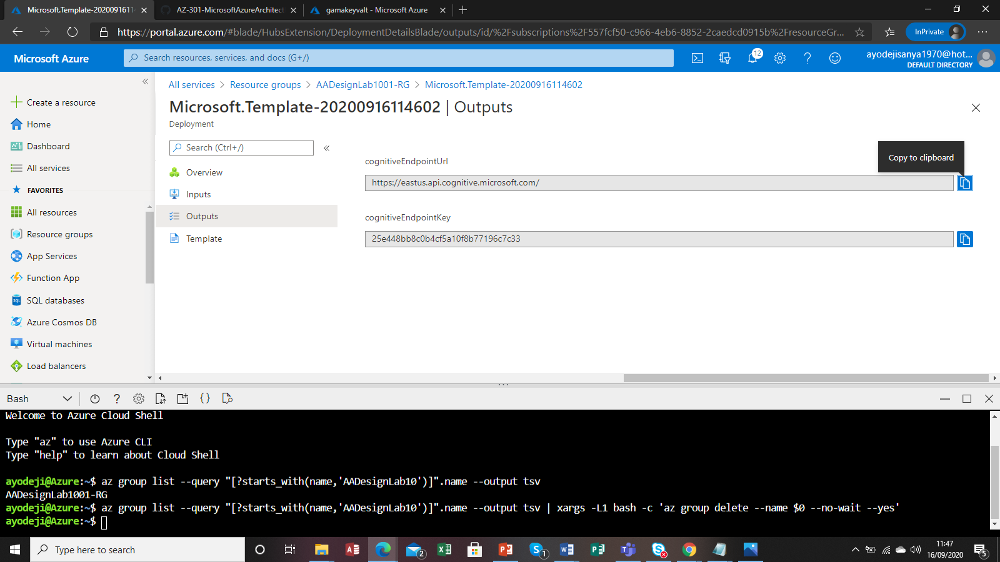 Microsoft.Template-2020091611
AZ-301-MicrosoftAzureArchitect
gamakeyvalt - Microsoft Azure
https://portal.azure.com/#blade/HubsExtension/DeploymentDetailsBlade/outputs/id/%2Fsubscriptions%2F557fcf50-c966-4eb6-8852-2caedcd0915b%2FresourceGr...
InPrivate
Microsoft Azure
Search resources, services, and docs (G+/)
12
ayodejisanya1970@hot...
DEFAULT DIRECTORY
Create a resource
Home
Dashboard
All services
FAVORITES
All resources
Resource groups
App Services
Function App
SQL databases
Azure Cosmos DB
Virtual machines
Load balancers
All services > Resource groups > AADesignLab1001-RG > Microsoft.Template-20200916114602
Microsoft.Template-20200916114602 | Outputs
Deployment
Search (Ctrl+/)
Overview
Inputs
Outputs
Template
cognitiveEndpointUrl
Copy to clipboard
https://eastus.api.cognitive.microsoft.com/
cognitiveEndpointKey
25e448bb8c0b4cf5a10f8b77196c7c33
Bash
Welcome to Azure Cloud Shell
Type "az" to use Azure CLI
Type "help" to learn about Cloud Shell
ayodeji@Azure:~$ az group list --query "[?starts_with(name,'AADesignLab10')]".name --output tsv
AADesignLab1001-RG
ayodeji@Azure:~$ az group list --query "[?starts_with(name,'AADesignLab10')]".name --output tsv | xargs -L1 bash -c 'az group delete --name $0 --no-wait --yes'
ayodeji@Azure:~$
Type here to search
2
1
11:47
16/09/2020
5